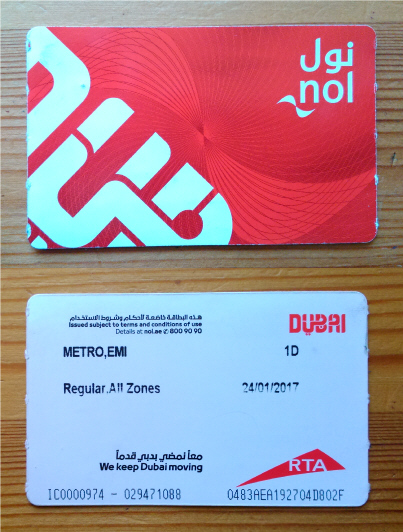 نول
nol
هذه البطاقة خاضعة لأحكام وشروط الاستخدام
Issued subject to terms and conditions of use
Details at nol.ae ✆ 800 90 90
DUBAI
METRO,EMI 1D
Regular,All Zones 24/01/2017
معاً نمضي بدبي قدماً
We keep Dubai moving
RTA
IC0000974 - 029471088 0483AEA192704D802F